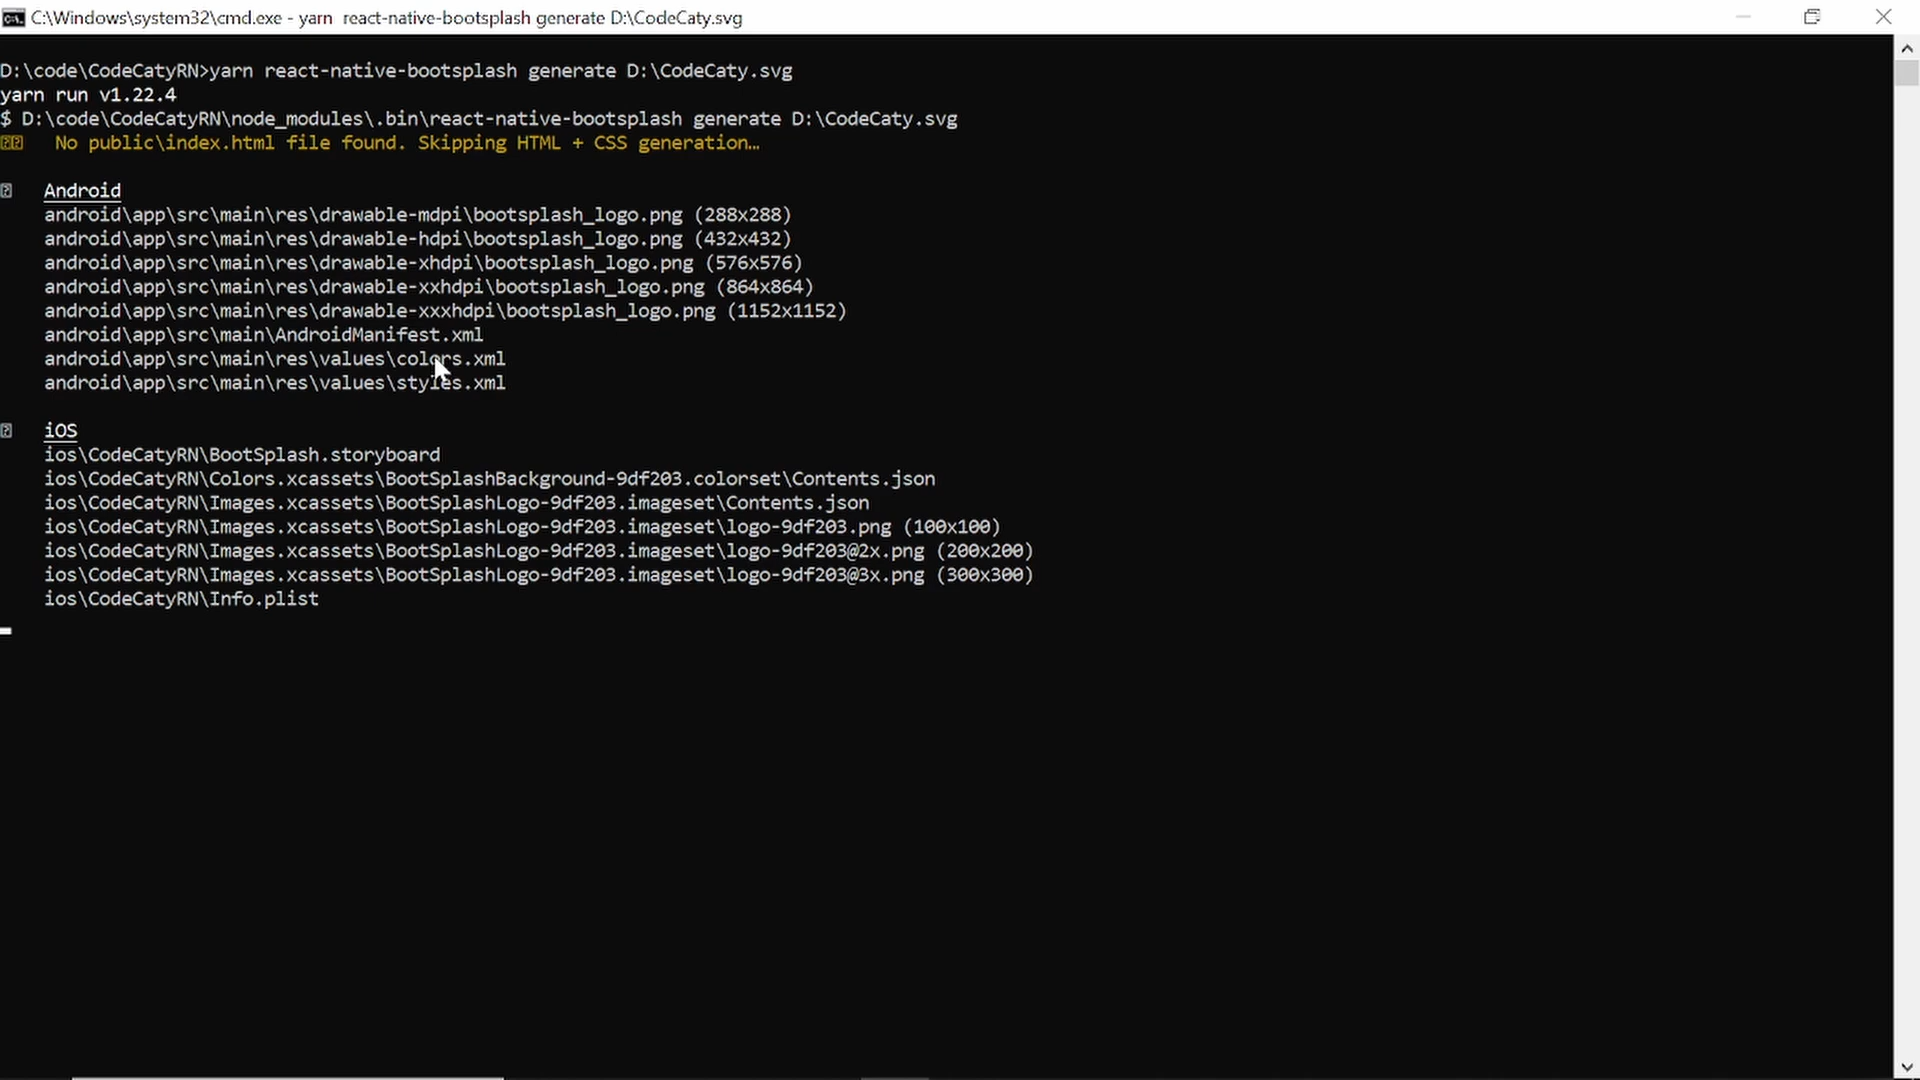 C:\Windows\system32\cmd.exe - yarn  react-native-bootsplash generate D:\CodeCaty.svg
D:\code\CodeCatyRN>yarn react-native-bootsplash generate D:\CodeCaty.svg
yarn run v1.22.4
$ D:\code\CodeCatyRN\node_modules\.bin\react-native-bootsplash generate D:\CodeCaty.svg
No public\index.html file found. Skipping HTML + CSS generation…
Android
android\app\src\main\res\drawable-mdpi\bootsplash_logo.png (288x288)
android\app\src\main\res\drawable-hdpi\bootsplash_logo.png (432x432)
android\app\src\main\res\drawable-xhdpi\bootsplash_logo.png (576x576)
android\app\src\main\res\drawable-xxhdpi\bootsplash_logo.png (864x864)
android\app\src\main\res\drawable-xxxhdpi\bootsplash_logo.png (1152x1152)
android\app\src\main\AndroidManifest.xml
android\app\src\main\res\values\colors.xml
android\app\src\main\res\values\styles.xml
iOS
ios\CodeCatyRN\BootSplash.storyboard
ios\CodeCatyRN\Colors.xcassets\BootSplashBackground-9df203.colorset\Contents.json
ios\CodeCatyRN\Images.xcassets\BootSplashLogo-9df203.imageset\Contents.json
ios\CodeCatyRN\Images.xcassets\BootSplashLogo-9df203.imageset\logo-9df203.png (100x100)
ios\CodeCatyRN\Images.xcassets\BootSplashLogo-9df203.imageset\logo-9df203@2x.png (200x200)
ios\CodeCatyRN\Images.xcassets\BootSplashLogo-9df203.imageset\logo-9df203@3x.png (300x300)
ios\CodeCatyRN\Info.plist